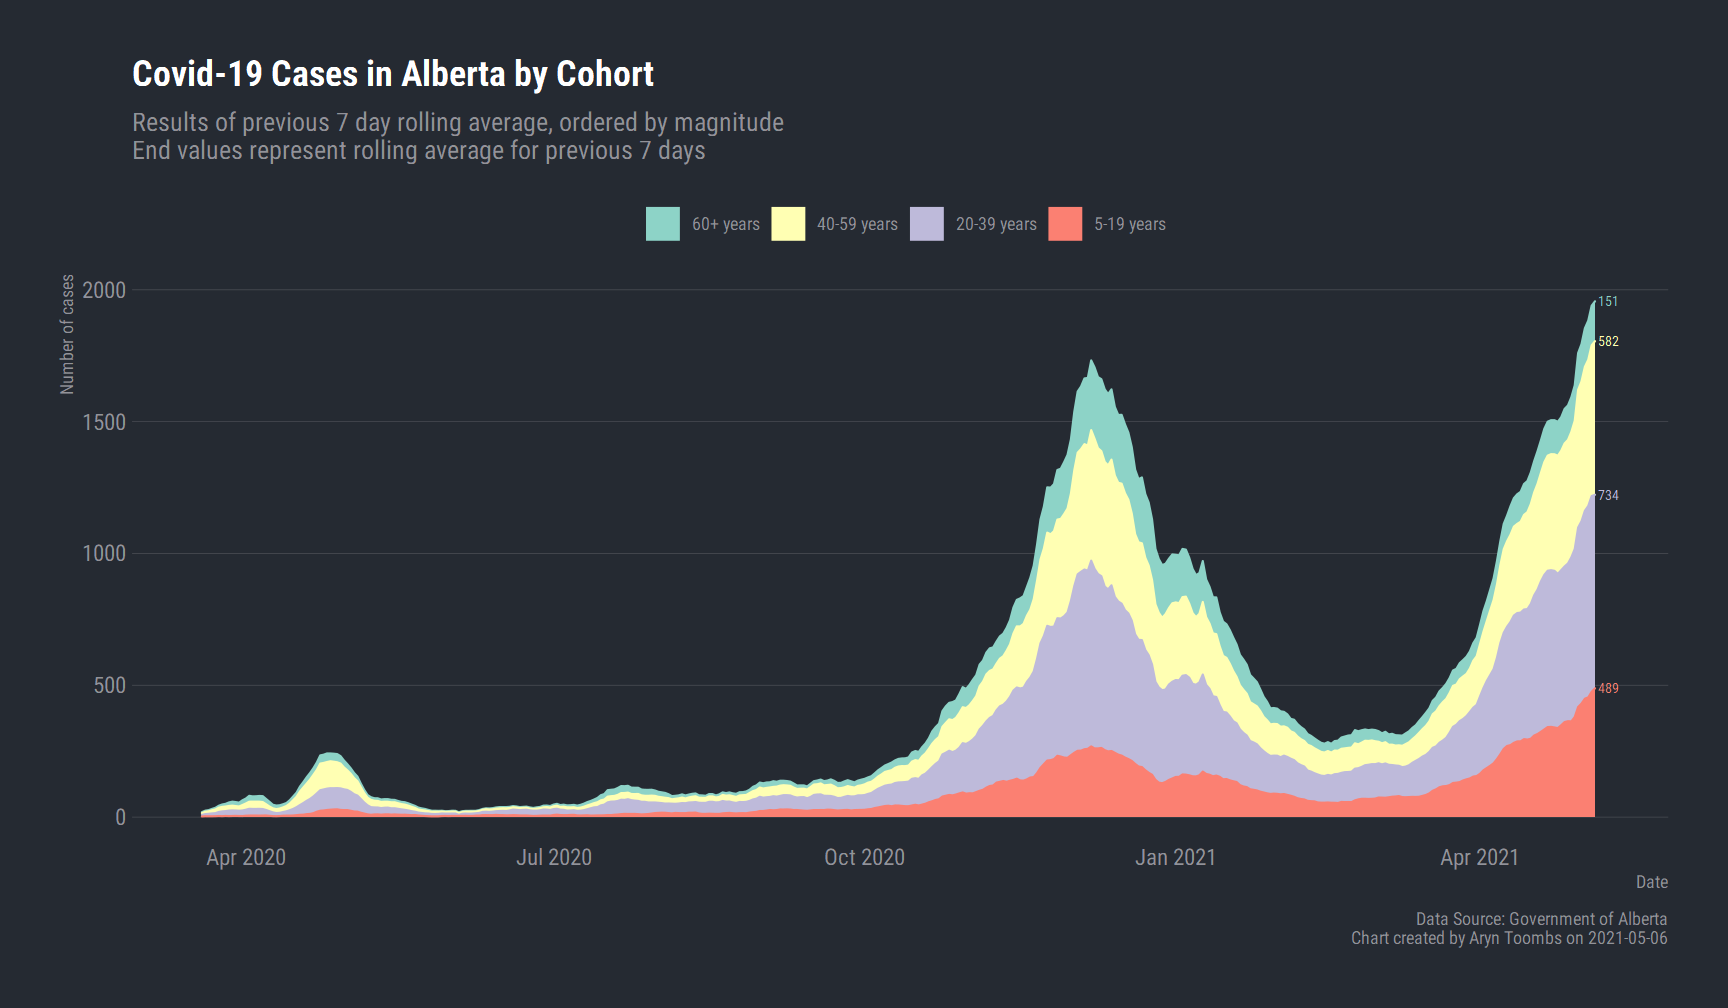 Covid-19 Cases in Alberta by Cohort
Results of previous 7 day rolling average, ordered by magnitude
End values represent rolling average for previous 7 days
60+ years 40-59 years 20-39 years 5-19 years
Number of cases
2000
1500
1000
500
0
151
582
734
489
Apr 2020 Jul 2020 Oct 2020 Jan 2021 Apr 2021
Date
Data Source: Government of Alberta
Chart created by Aryn Toombs on 2021-05-06